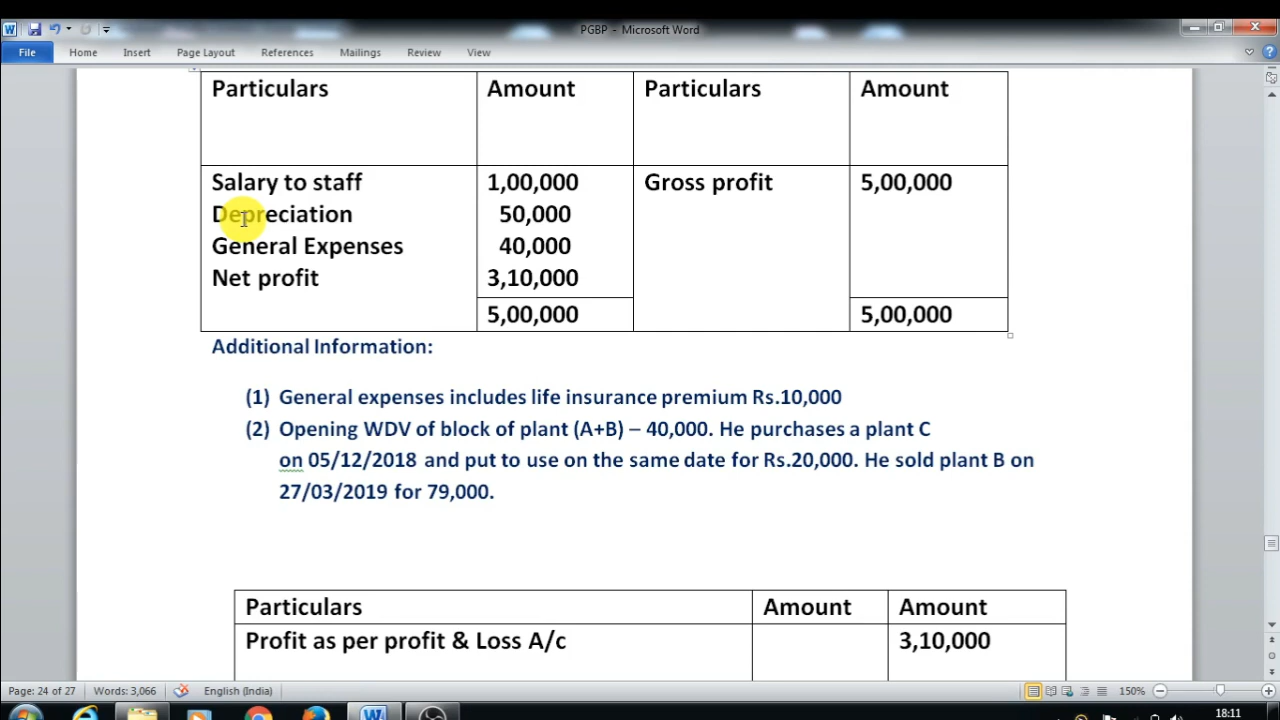 PGBP - Microsoft Word
File Home Insert Page Layout References Mailings Review View
Particulars Amount Particulars Amount
Salary to staff 1,00,000 Gross profit 5,00,000
Depreciation 50,000
General Expenses 40,000
Net profit 3,10,000
5,00,000 5,00,000
Additional Information:
(1) General expenses includes life insurance premium Rs.10,000
(2) Opening WDV of block of plant (A+B) – 40,000. He purchases a plant C
on 05/12/2018 and put to use on the same date for Rs.20,000. He sold plant B on
27/03/2019 for 79,000.
Particulars Amount Amount
Profit as per profit & Loss A/c 3,10,000
Page: 24 of 27 Words: 3,066 English (India) 150%
18:11